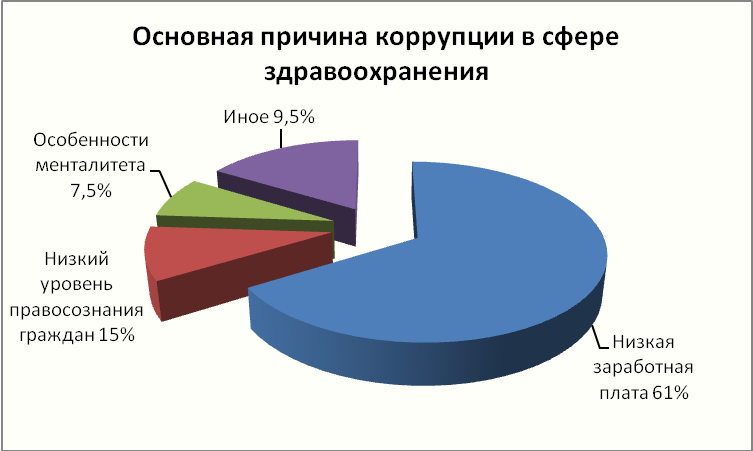 Основная причина коррупции в сфере
здравоохранения
Иное 9,5%
Особенности
менталитета
7,5%
Низкий
уровень
правосознания
граждан 15%
Низкая
заработная
плата 61%